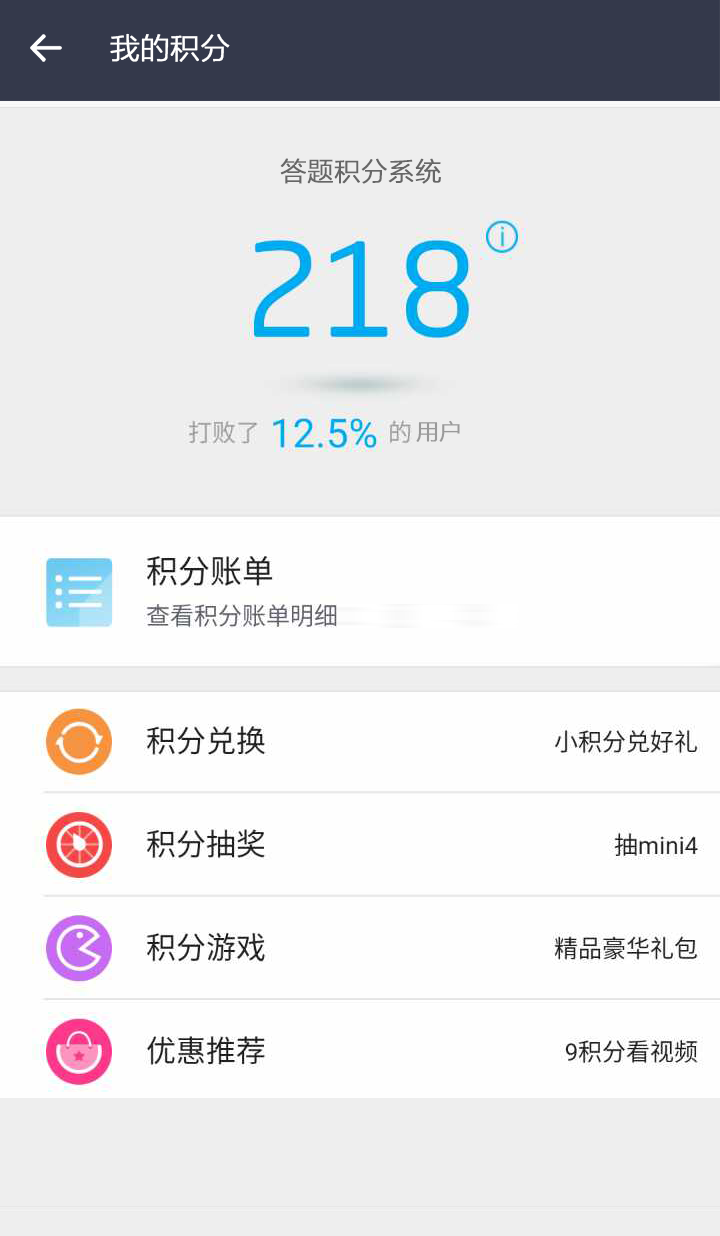 我的积分
答题积分系统
218
打败了 12.5% 的用户
积分账单
查看积分账单明细
积分兑换 小积分兑好礼
积分抽奖 抽mini4
积分游戏 精品豪华礼包
优惠推荐 9积分看视频